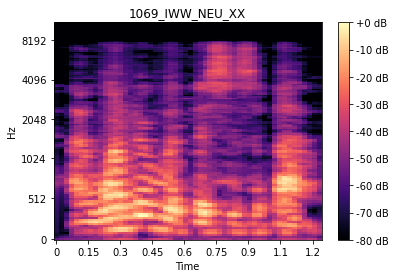 1069_IWW_NEU_XX
8192
4096
2048
1024
512
0
Hz
0 0.15 0.3 0.45 0.6 0.75 0.9 1.1 1.2
Time
+0 dB
-10 dB
-20 dB
-30 dB
-40 dB
-50 dB
-60 dB
-70 dB
-80 dB